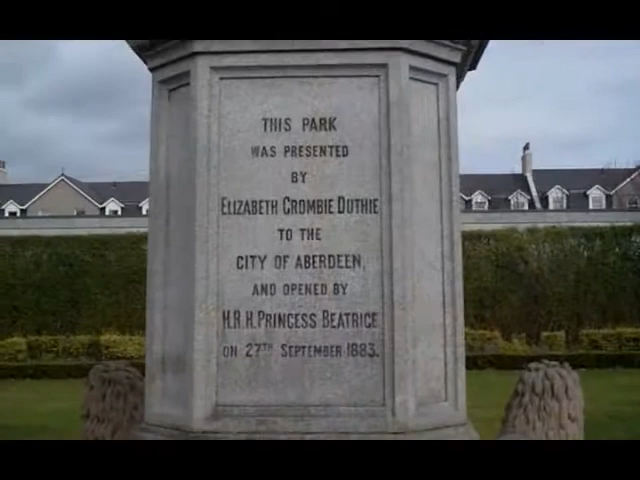 THIS PARK
WAS PRESENTED
BY
ELIZABETH CROMBIE DUTHIE
TO THE
CITY OF ABERDEEN,
AND OPENED BY
H.R.H. PRINCESS BEATRICE
ON 27TH SEPTEMBER 1883.